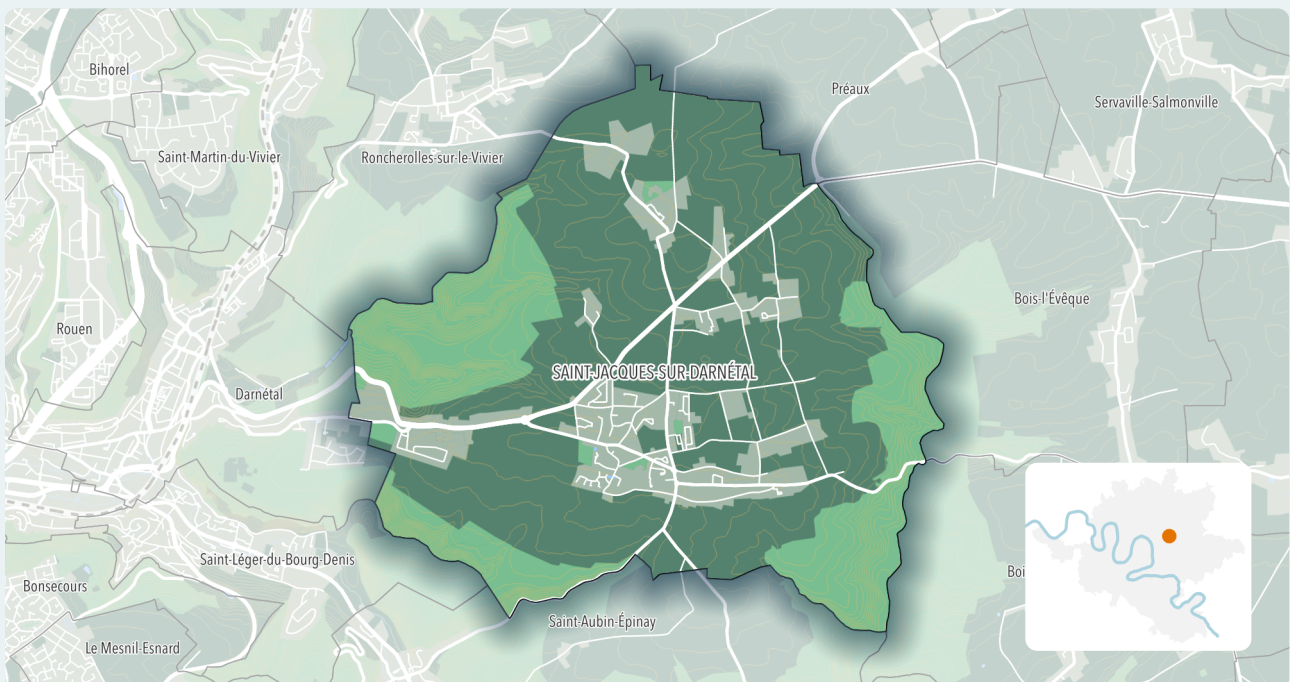 Bihorel
Préaux
Servaville-Salmonville
Saint-Martin-du-Vivier
Roncherolles-sur-le-Vivier
Bois-l'Évêque
Rouen
SAINT-JACQUES-SUR-DARNÉTAL
Darnétal
Saint-Léger-du-Bourg-Denis
Boi
Bonsecours
Saint-Aubin-Épinay
Le Mesnil-Esnard